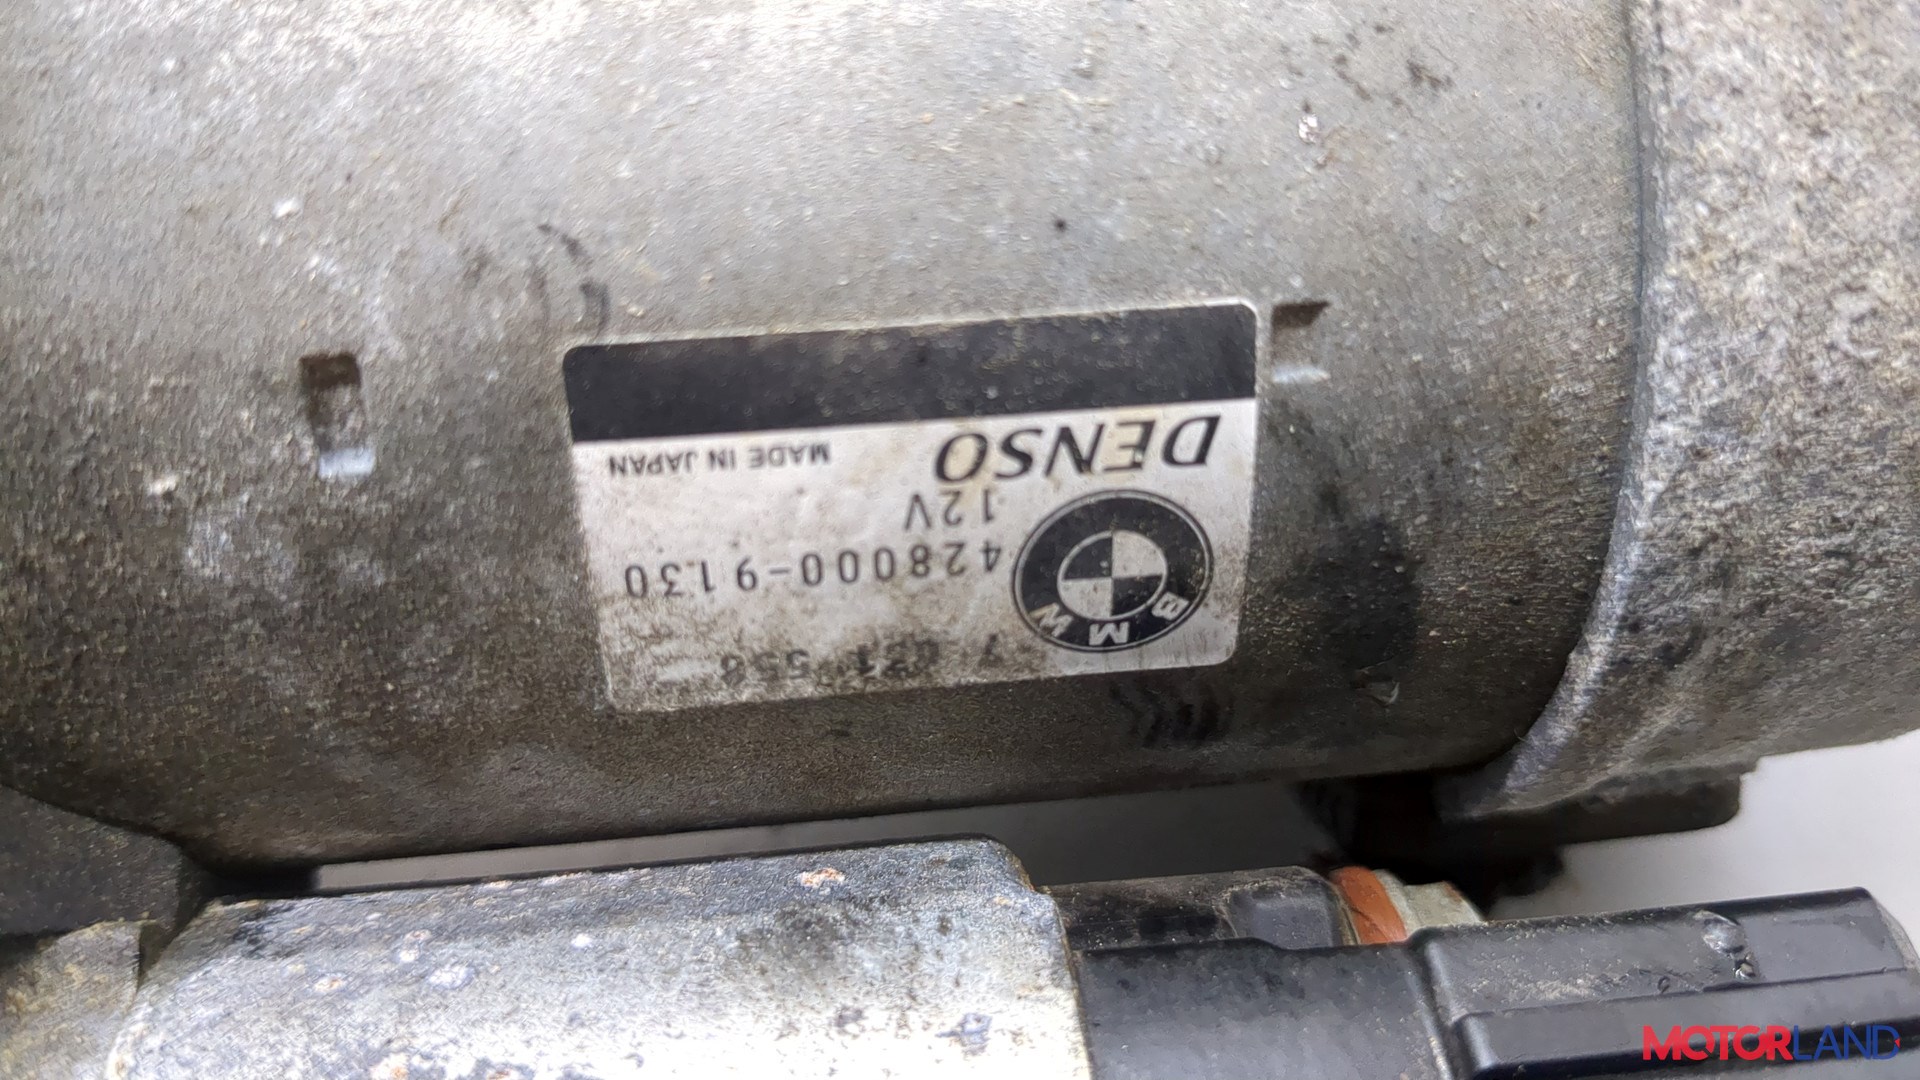 DENSO MADE IN JAPAN
12V
428000-9130
BMW
MOTORLAND